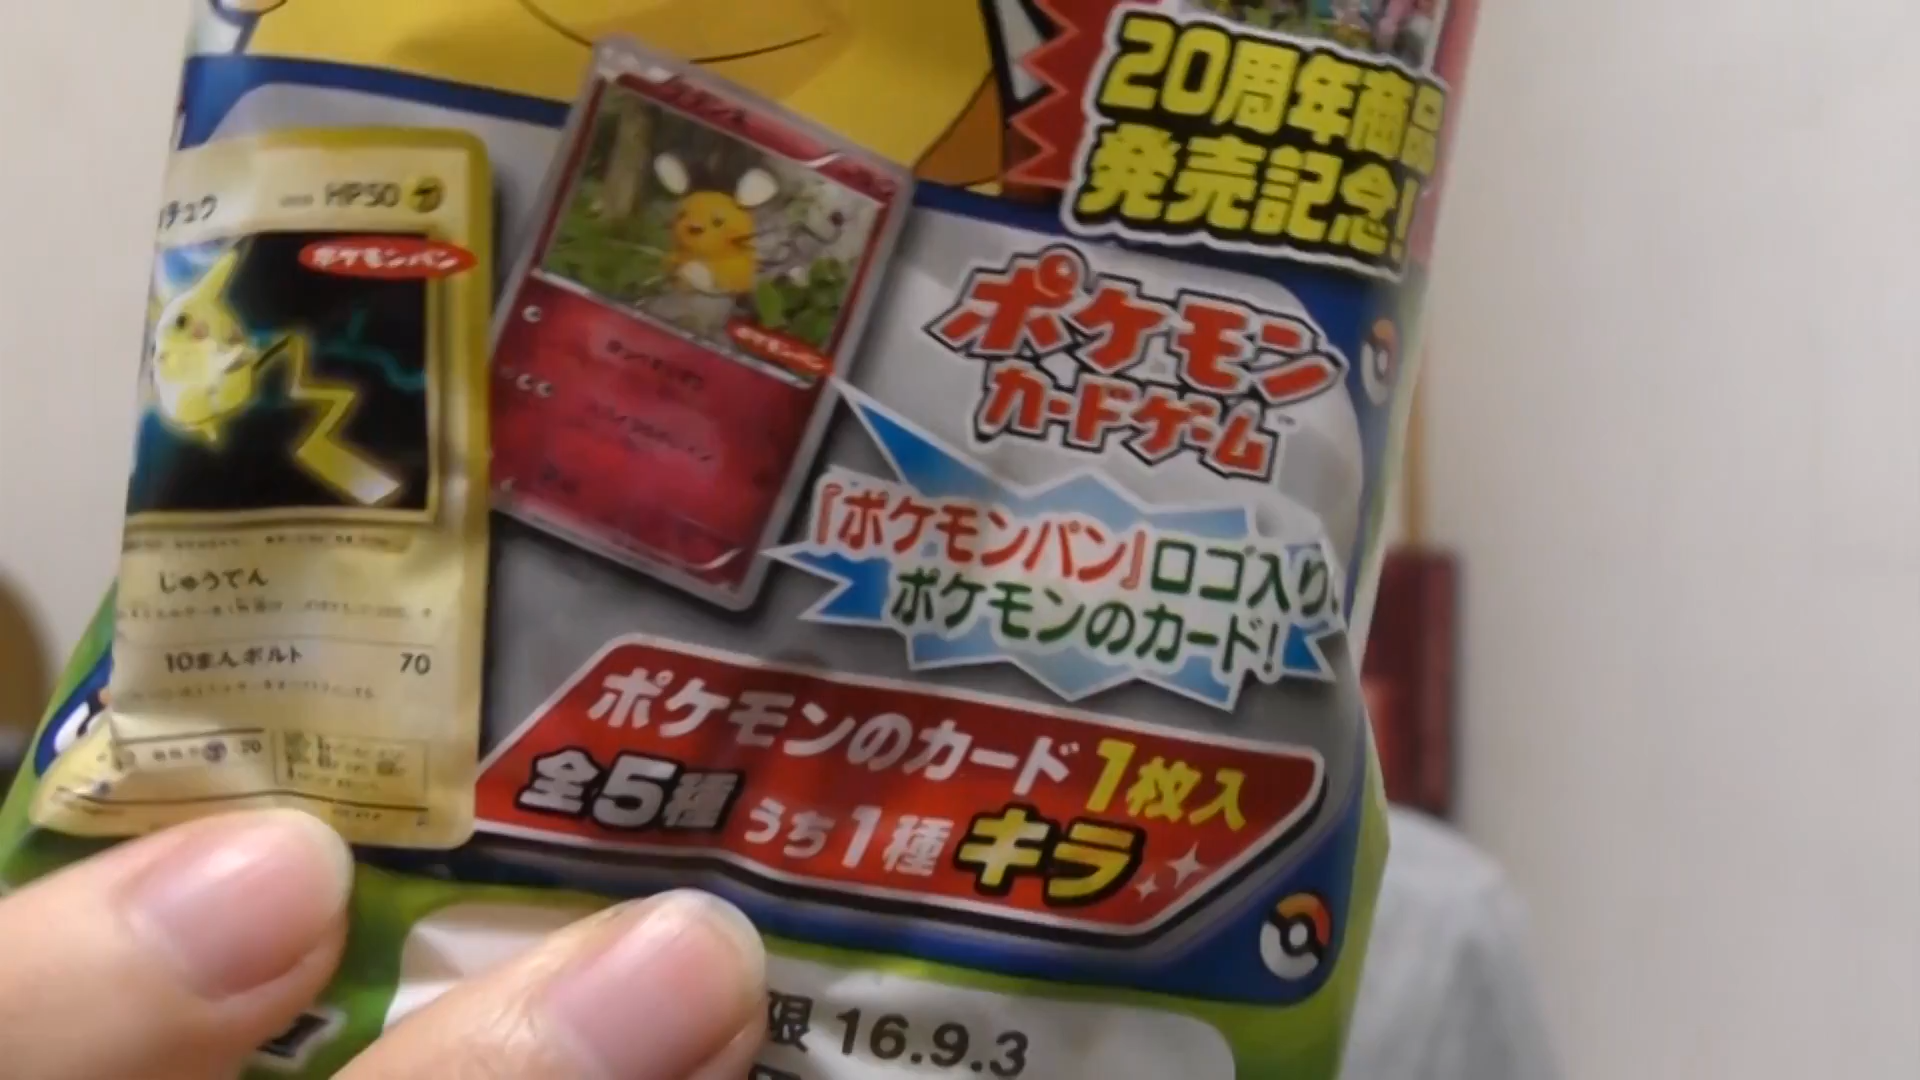 20周年商品
発売記念!
ポケモン
カードゲーム
『ポケモンパン』ロゴ入り
ポケモンのカード!
ポケモンのカード1枚入
全5種 うち1種 キラ
チュウ HP50
ポケモンパン
じゅうでん
10まんボルト 70
ポケモンパン
限 16.9.3